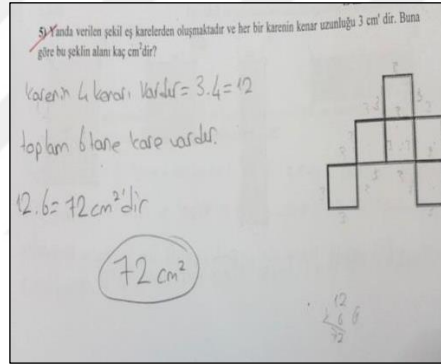 5) Yanda verilen şekil eş karelerden oluşmaktadır ve her bir karenin kenar uzunluğu 3 cm' dir. Buna
göre bu şeklin alanı kaç cm²dir?
karenin 4 kenarı vardır = 3.4=12
toplam 6 tane kare vardır.
12.6=72cm²'dir
72 cm²
12
6
72